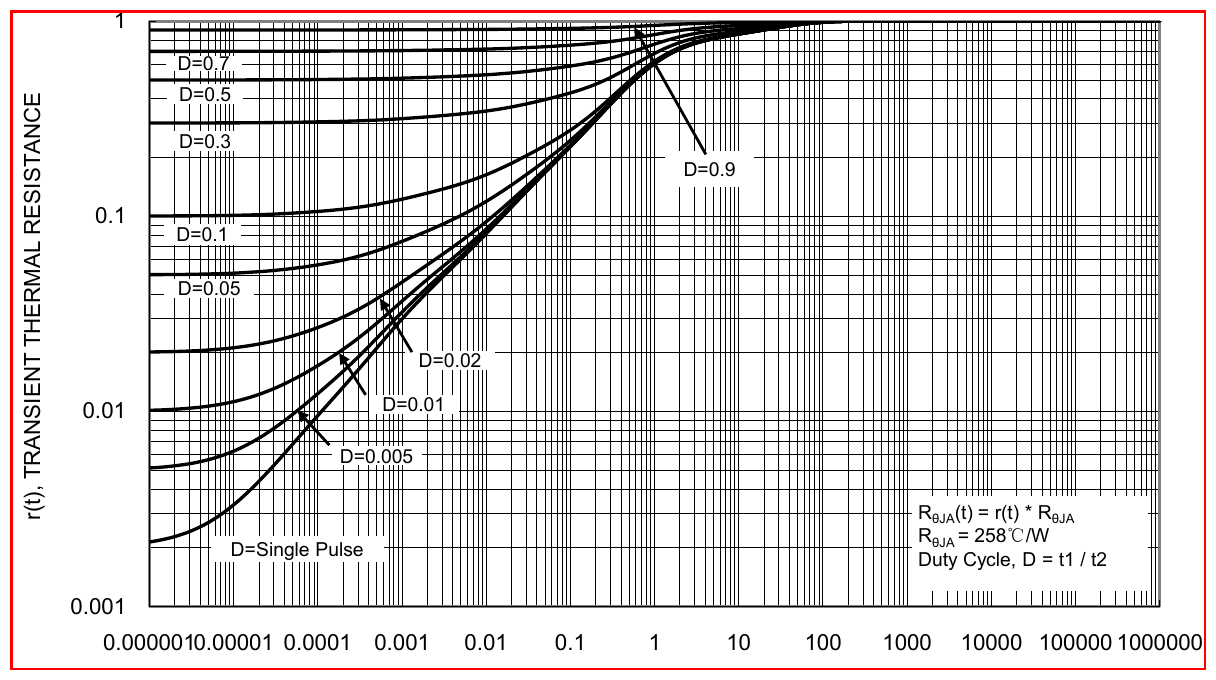 1
D=0.7
D=0.5
D=0.3
D=0.9
0.1
D=0.1
D=0.05
D=0.02
D=0.01
0.01
D=0.005
D=Single Pulse
0.001
r(t), TRANSIENT THERMAL RESISTANCE
RθJA(t) = r(t) * RθJA
RθJA = 258℃/W
Duty Cycle, D = t1 / t2
0.000001 0.00001 0.0001 0.001 0.01 0.1 1 10 100 1000 10000 100000 1000000